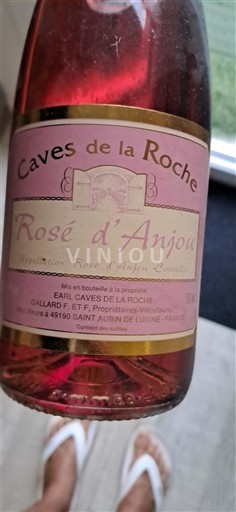 Caves de la Roche
Rosé d'Anjou
VINIOU
Appellation Rosé d'Anjou Contrôlée
Mis en bouteille à la propriété
EARL CAVES DE LA ROCHE
GALLARD F. ET F., Propriétaires-Viticulteurs
à 49190 SAINT AUBIN DE LUIGNE - FRANCE
Contient des sulfites